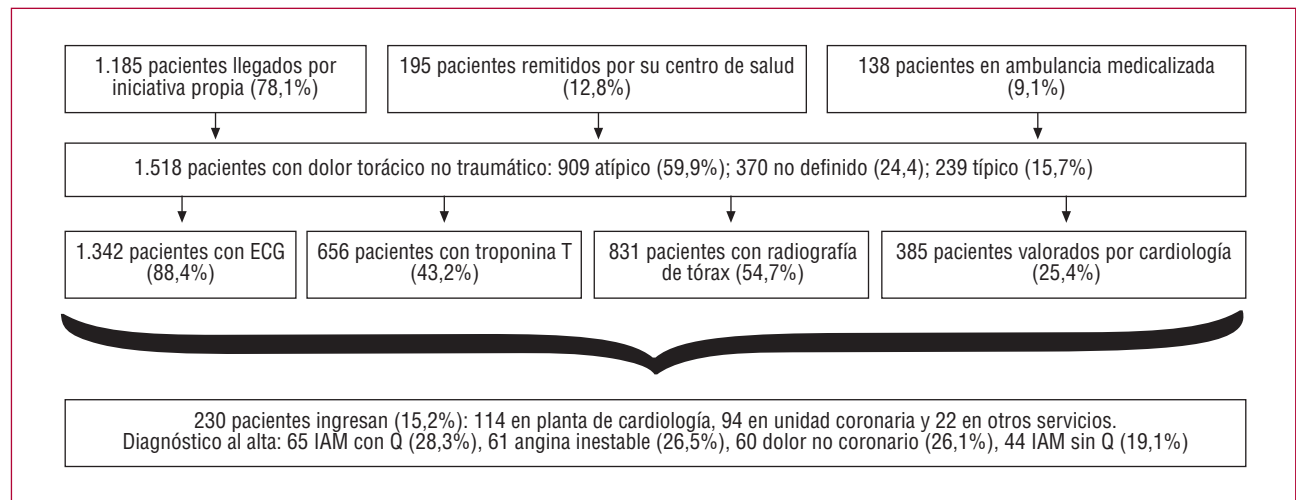 1.185 pacientes llegados por
iniciativa propia (78,1%)
195 pacientes remitidos por su centro de salud
(12,8%)
138 pacientes en ambulancia medicalizada
(9,1%)
1.518 pacientes con dolor torácico no traumático: 909 atípico (59,9%); 370 no definido (24,4); 239 típico (15,7%)
1.342 pacientes con ECG
(88,4%)
656 pacientes con troponina T
(43,2%)
831 pacientes con radiografía
de tórax (54,7%)
385 pacientes valorados por cardiología
(25,4%)
230 pacientes ingresan (15,2%): 114 en planta de cardiología, 94 en unidad coronaria y 22 en otros servicios.
Diagnóstico al alta: 65 IAM con Q (28,3%), 61 angina inestable (26,5%), 60 dolor no coronario (26,1%), 44 IAM sin Q (19,1%)